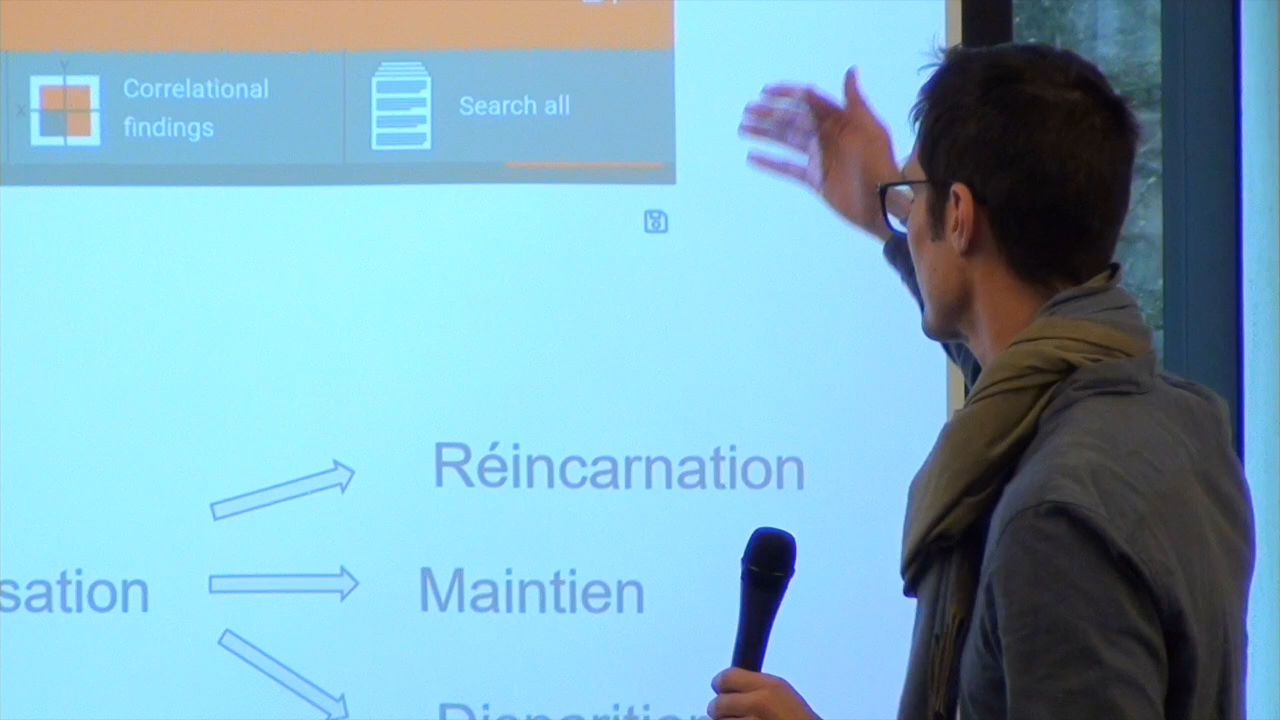 Correlational
findings
Search all
Réincarnation
sation
Maintien